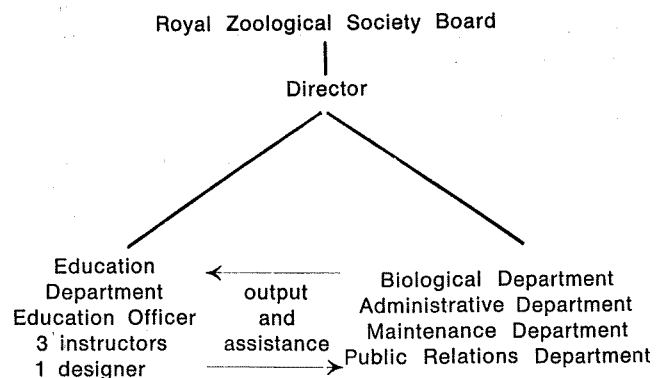 Royal Zoological Society Board
Director
Education
Department
Education Officer
3 instructors
1 designer
output
and
assistance
Biological Department
Administrative Department
Maintenance Department
Public Relations Department